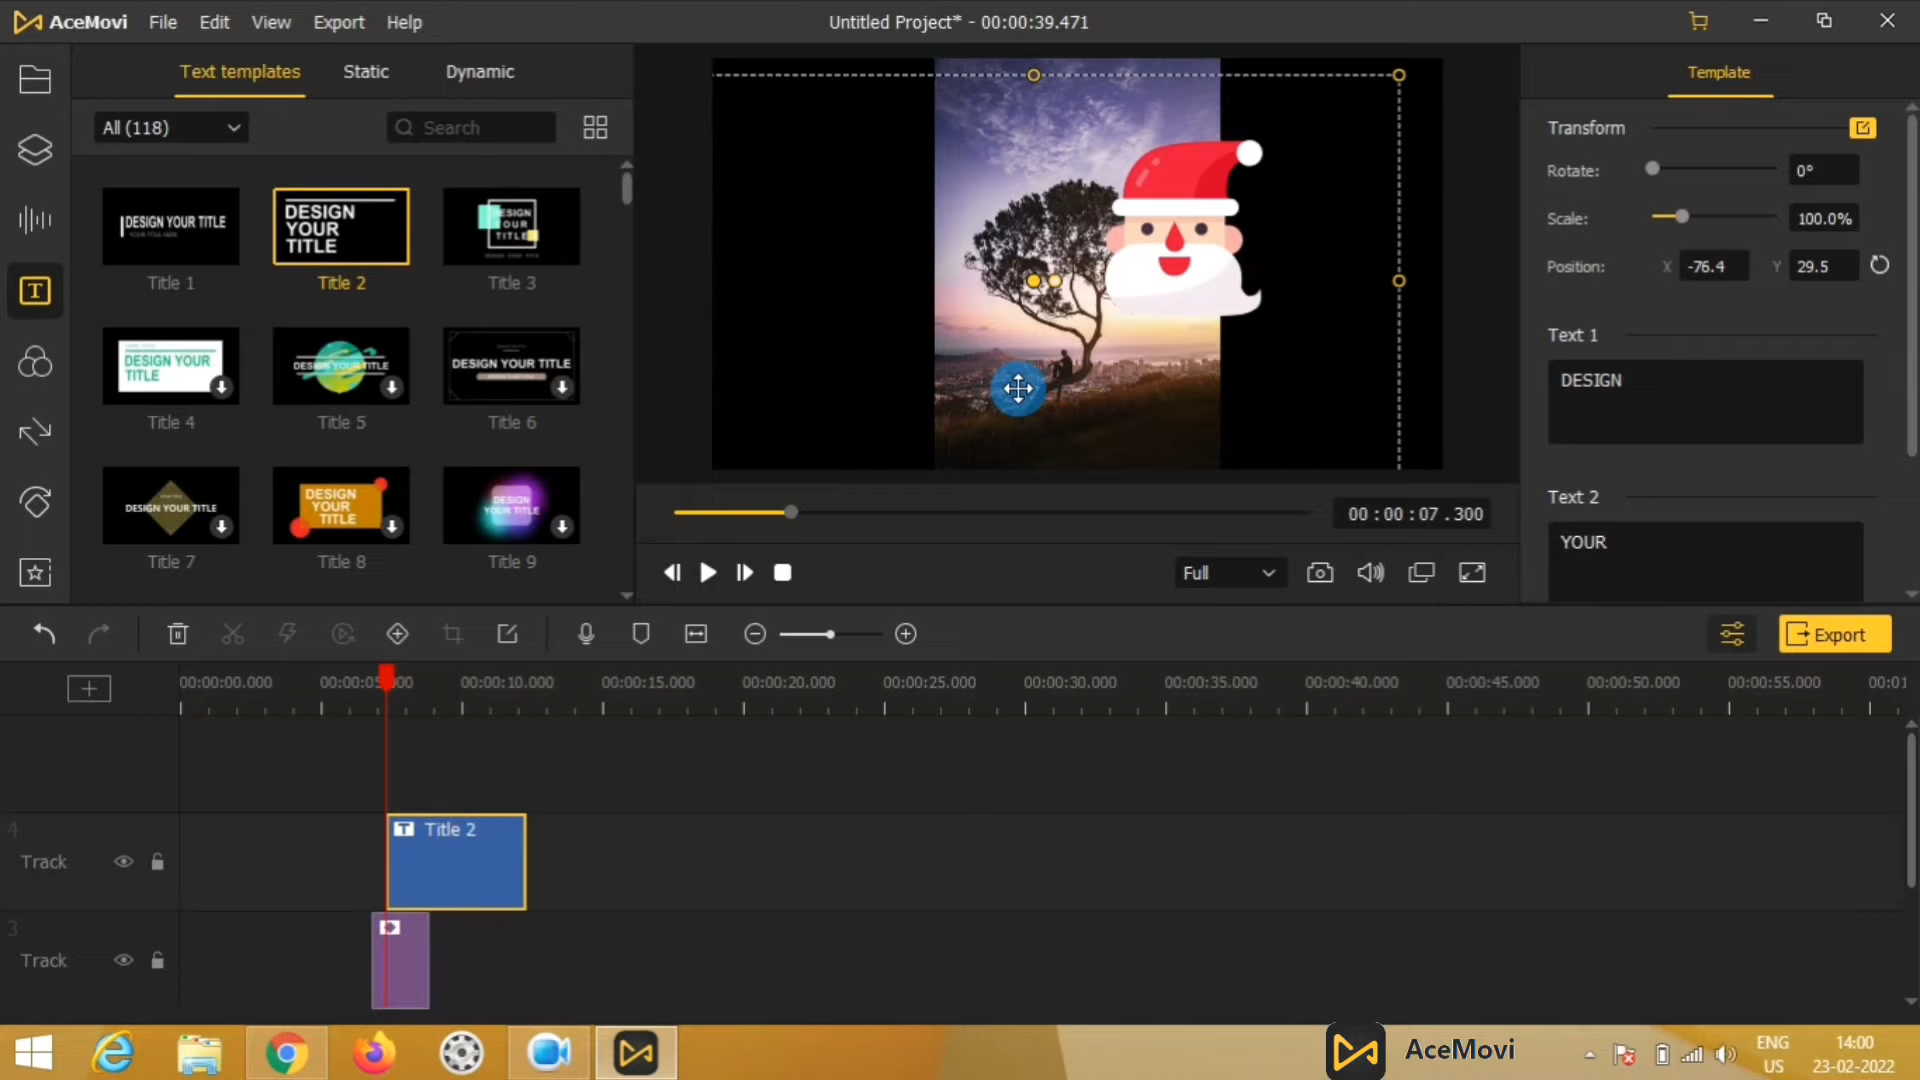 AceMovi File Edit View Export Help Untitled Project* - 00:00:39.471
Text templates Static Dynamic
All (118) Search
DESIGN YOUR TITLE
YOUR TITLE HERE
DESIGN
YOUR
TITLE
DESIGN
YOUR
TITLE
Title 1 Title 2 Title 3
DESIGN YOUR
TITLE
DESIGN YOUR TITLE
DESIGN YOUR TITLE
Title 4 Title 5 Title 6
DESIGN YOUR TITLE
DESIGN
YOUR
TITLE
DESIGN
YOUR TITLE
Title 7 Title 8 Title 9
00 : 00 : 07 . 300
Full
Template
Transform
Rotate: 0°
Scale: 100.0%
Position: X -76.4 Y 29.5
Text 1
DESIGN
Text 2
YOUR
Export
00:00:00.000 00:00:05.000 00:00:10.000 00:00:15.000 00:00:20.000 00:00:25.000 00:00:30.000 00:00:35.000 00:00:40.000 00:00:45.000 00:00:50.000 00:00:55.000 00:01
4
T Title 2
Track
3
Track
AceMovi
ENG
US
14:00
23-02-2022